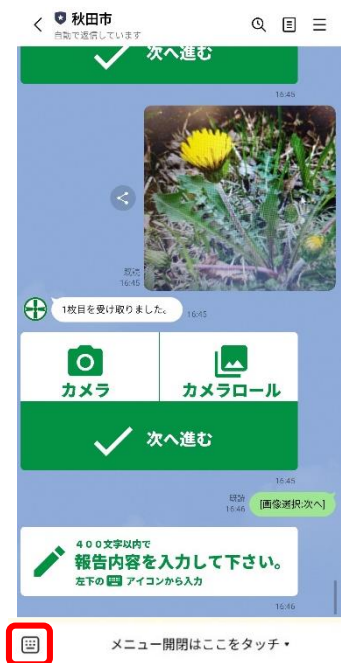 秋田市
自動で返信しています
次へ進む
16:45
既読
16:45
1枚目を受け取りました。
16:45
カメラ
カメラロール
次へ進む
16:45
既読
16:46
[画像選択:次へ]
400文字以内で
報告内容を入力して下さい。
左下の アイコンから入力
16:46
メニュー開閉はここをタッチ